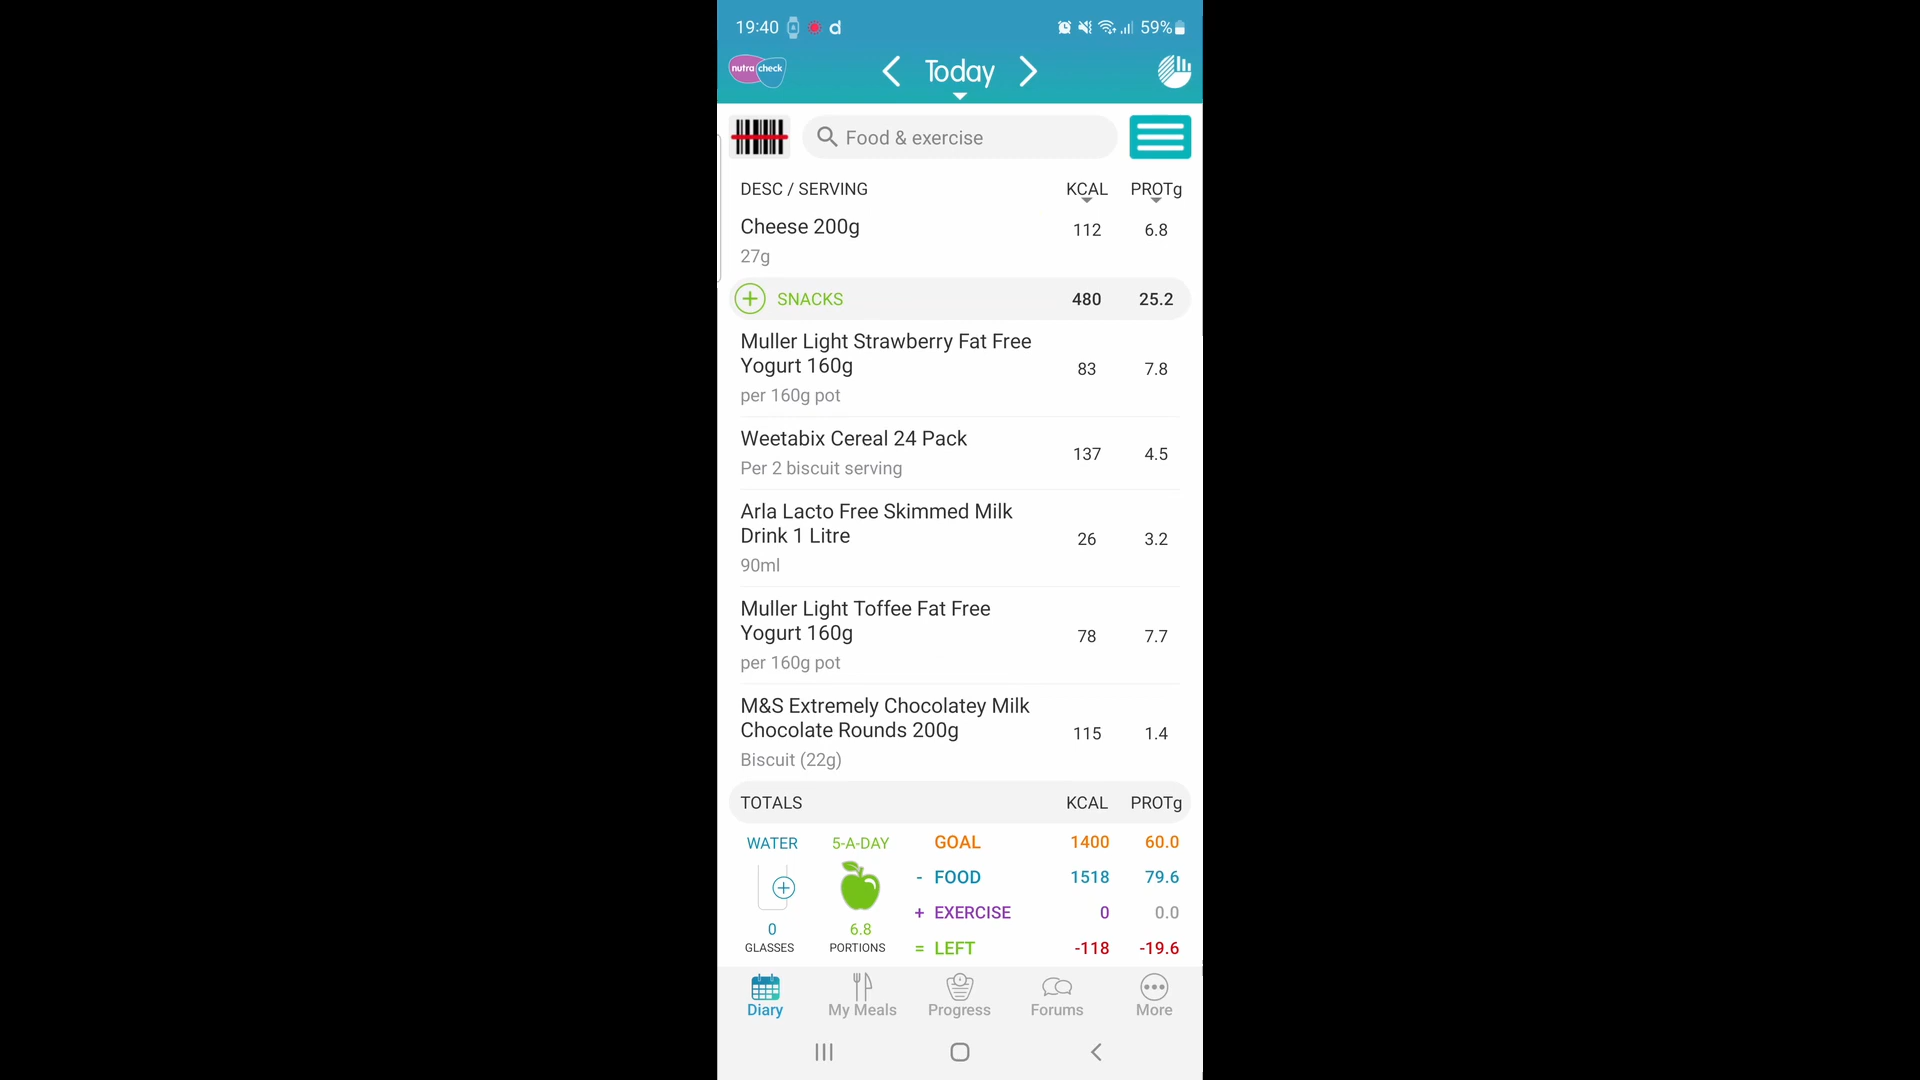 19:40 d 59%
nutra check Today
Food & exercise
DESC / SERVING KCAL PROTg
Cheese 200g 112 6.8
27g
SNACKS 480 25.2
Muller Light Strawberry Fat Free
Yogurt 160g 83 7.8
per 160g pot
Weetabix Cereal 24 Pack 137 4.5
Per 2 biscuit serving
Arla Lacto Free Skimmed Milk
Drink 1 Litre 26 3.2
90ml
Muller Light Toffee Fat Free
Yogurt 160g 78 7.7
per 160g pot
M&S Extremely Chocolatey Milk
Chocolate Rounds 200g 115 1.4
Biscuit (22g)
TOTALS KCAL PROTg
WATER 5-A-DAY GOAL 1400 60.0
- FOOD 1518 79.6
+ EXERCISE 0 0.0
0 6.8
GLASSES PORTIONS = LEFT -118 -19.6
Diary My Meals Progress Forums More